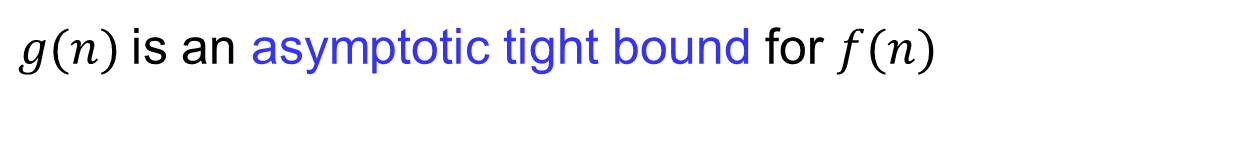 g(n) is an asymptotic tight bound for f(n)